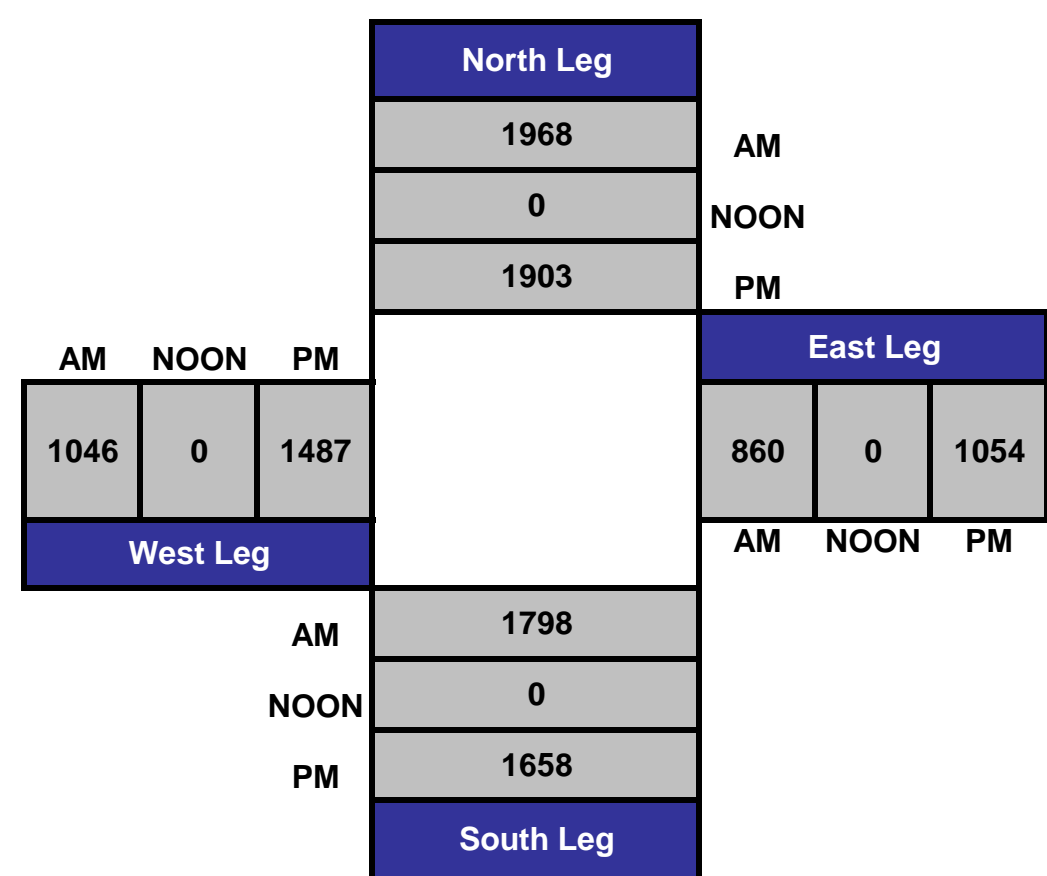 North Leg
1968 AM
0 NOON
1903 PM
AM NOON PM East Leg
1046 0 1487 860 0 1054
West Leg AM NOON PM
AM 1798
NOON 0
PM 1658
South Leg